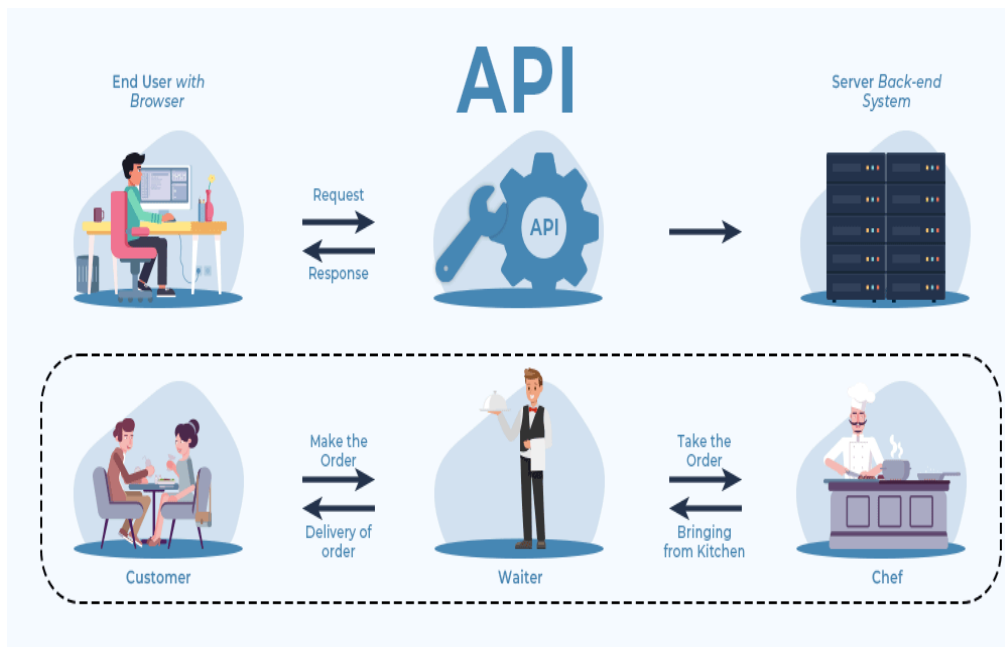 API
End User with
Browser
Server Back-end
System
Request
Response
API
Make the
Order
Delivery of
order
Take the
Order
Bringing
from Kitchen
Customer
Waiter
Chef